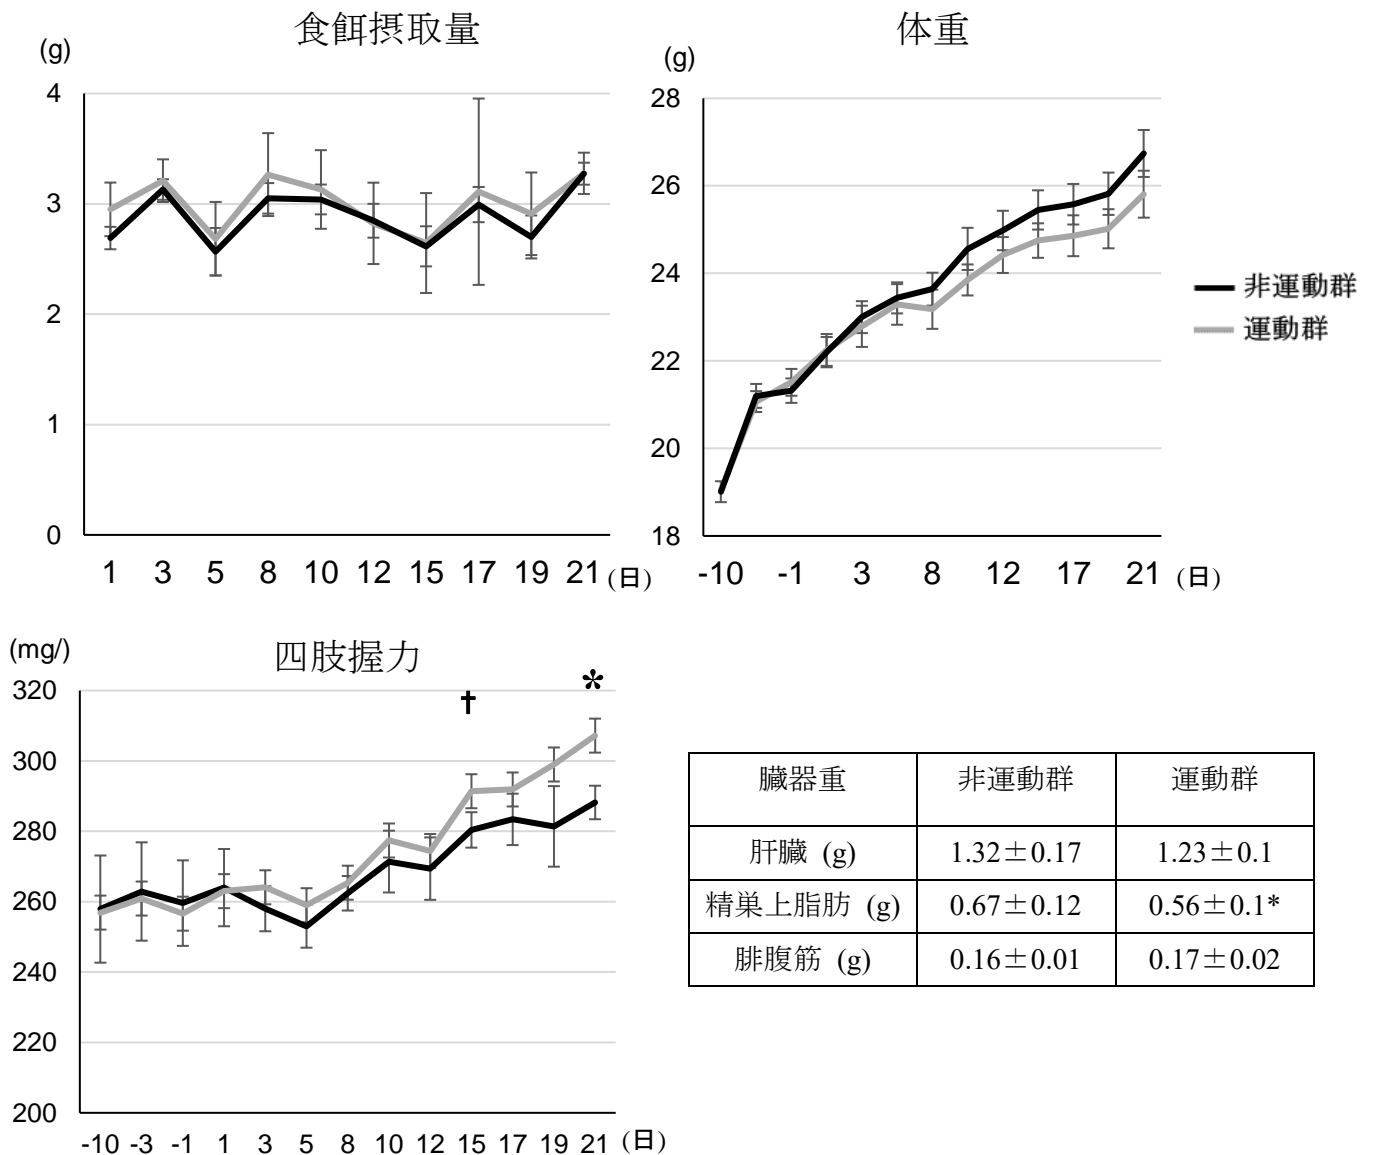 食餌摂取量
(g)
4
3
2
1
0
1 3 5 8 10 12 15 17 19 21 (日)
体重
(g)
28
26
24
22
20
18
-10 -1 3 8 12 17 21 (日)
非運動群
運動群
四肢握力
(mg/)
320
300
280
260
240
220
200
† *
-10 -3 -1 1 3 5 8 10 12 15 17 19 21 (日)
臓器重 非運動群 運動群
肝臓 (g) 1.32±0.17 1.23±0.1
精巣上脂肪 (g) 0.67±0.12 0.56±0.1*
腓腹筋 (g) 0.16±0.01 0.17±0.02